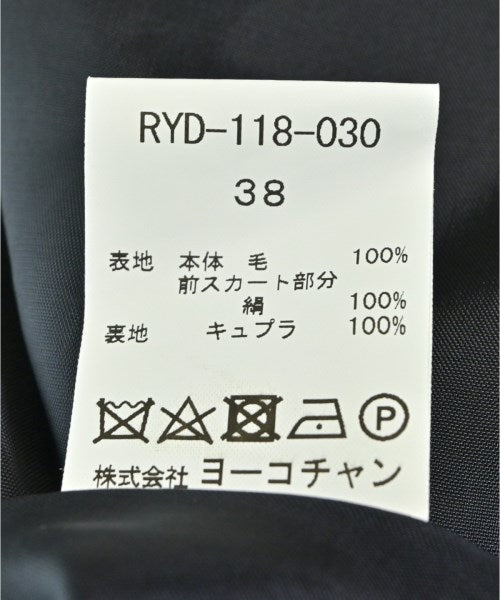 RYD-118-030
38
表地 本体 毛 100%
前スカート部分
絹 100%
裏地 キュプラ 100%
P
株式会社 ヨーコチャン